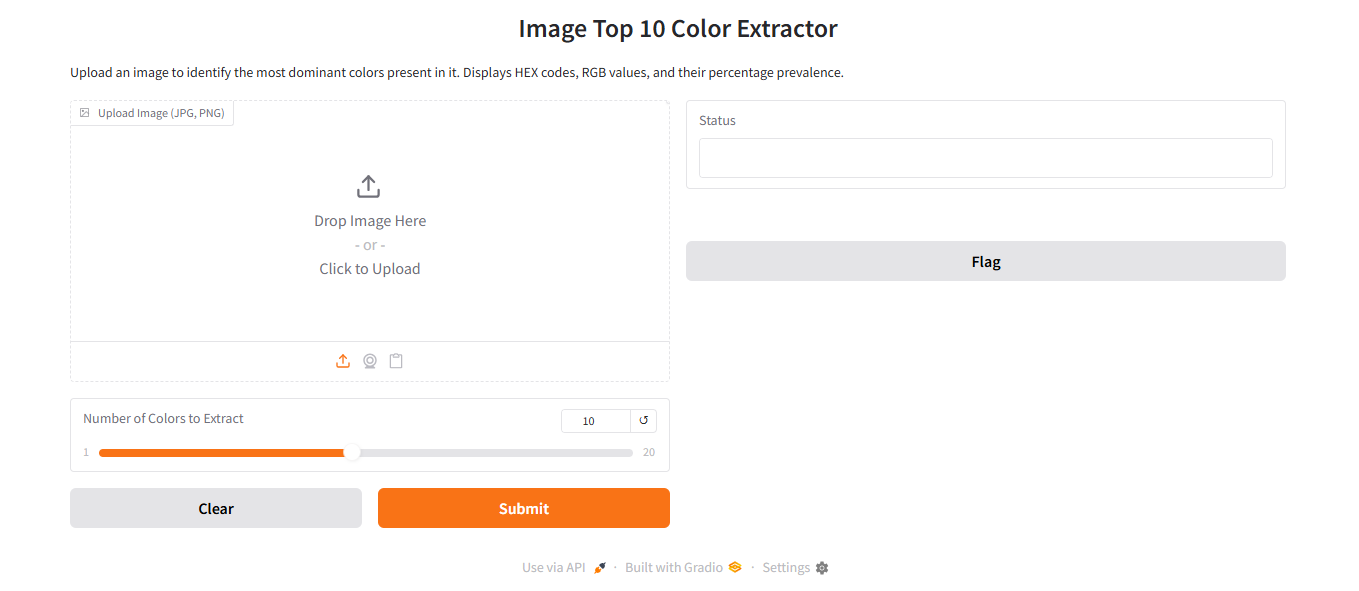 Image Top 10 Color Extractor
Upload an image to identify the most dominant colors present in it. Displays HEX codes, RGB values, and their percentage prevalence.
Upload Image (JPG, PNG)
Drop Image Here
- or -
Click to Upload
Number of Colors to Extract
10
↺
1
20
Clear
Submit
Status
Flag
Use via API · Built with Gradio · Settings